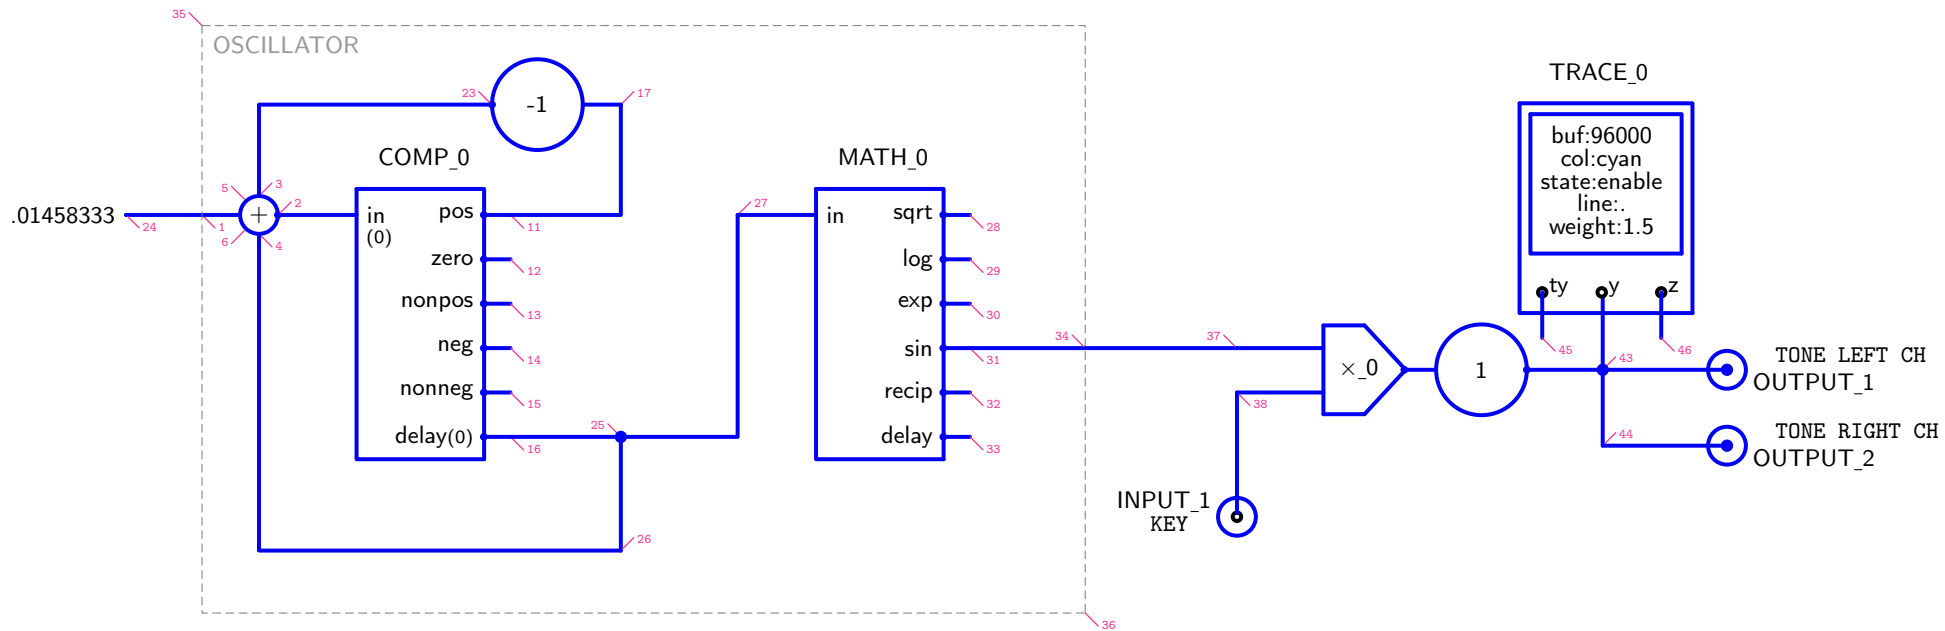 35
OSCILLATOR
TRACE_0
23
-1
17
buf:96000
col:cyan
state:enable
line:.
weight:1.5
COMP_0
MATH_0
5
3
.01458333
24
1
+
2
6
4
in
(0)
pos
11
zero
12
nonpos
13
neg
14
nonneg
15
delay(0)
16
25
26
27
in
sqrt
28
log
29
exp
30
sin
31
recip
32
delay
33
34
37
×_0
38
1
ty
y
z
45
43
46
TONE LEFT CH
OUTPUT_1
44
TONE RIGHT CH
OUTPUT_2
INPUT_1
KEY
36